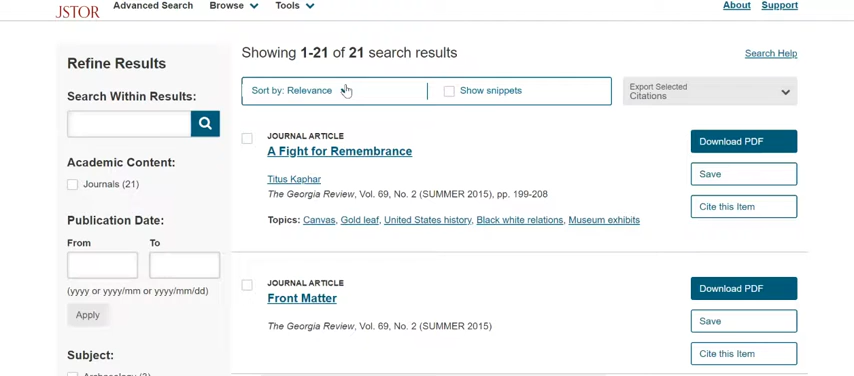 JSTOR
Advanced Search Browse Tools
About Support
Refine Results
Search Within Results:
Academic Content:
Journals (21)
Publication Date:
From To
(yyyy or yyyy/mm or yyyy/mm/dd)
Apply
Subject:
Archeology (3)
Showing 1-21 of 21 search results
Search Help
Sort by: Relevance Show snippets
Export Selected
Citations
JOURNAL ARTICLE
A Fight for Remembrance
Titus Kaphar
The Georgia Review, Vol. 69, No. 2 (SUMMER 2015), pp. 199-208
Topics: Canvas, Gold leaf, United States history, Black white relations, Museum exhibits
Download PDF
Save
Cite this Item
JOURNAL ARTICLE
Front Matter
The Georgia Review, Vol. 69, No. 2 (SUMMER 2015)
Download PDF
Save
Cite this Item